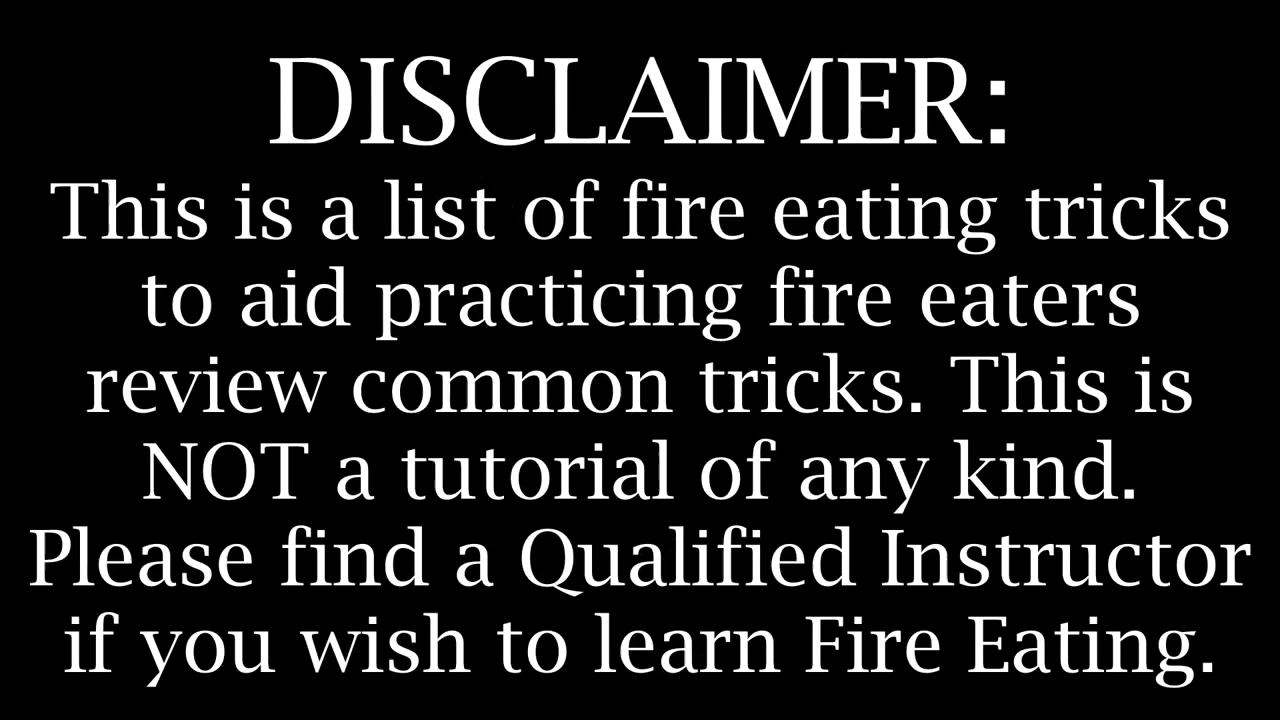 DISCLAIMER:
This is a list of fire eating tricks
to aid practicing fire eaters
review common tricks. This is
NOT a tutorial of any kind.
Please find a Qualified Instructor
if you wish to learn Fire Eating.